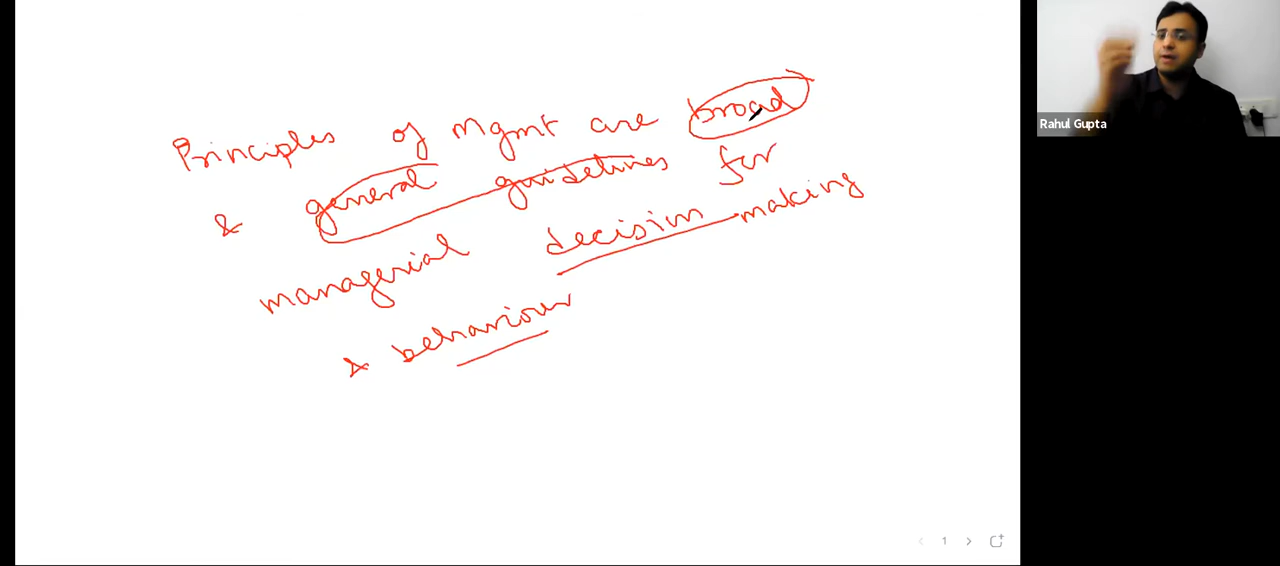 Principles of Mgmt are broad
& general guidelines for
managerial decision making
& behaviour
Rahul Gupta
1